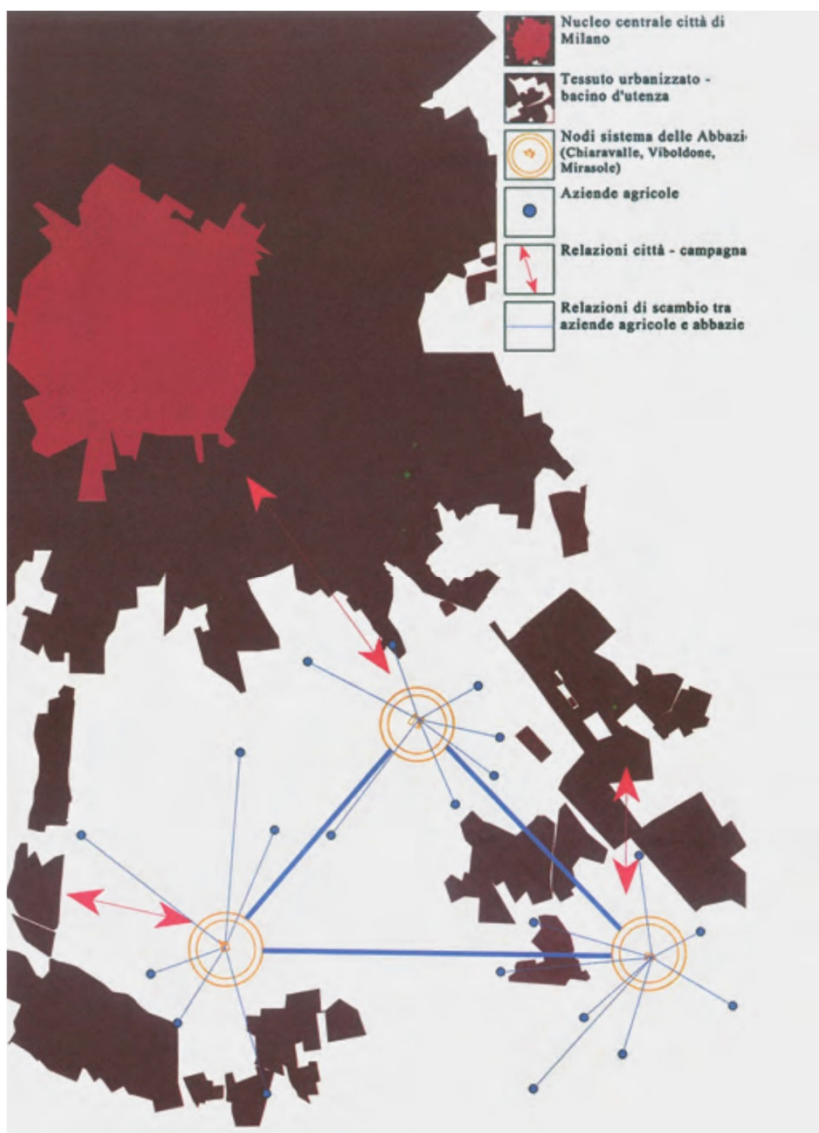 Nucleo centrale città di
Milano
Tessuto urbanizzato -
bacino d'utenza
Nodi sistema delle Abbazi
(Chiaravalle, Viboldone,
Mirasole)
Aziende agricole
Relazioni città - campagna
Relazioni di scambio tra
aziende agricole e abbazie